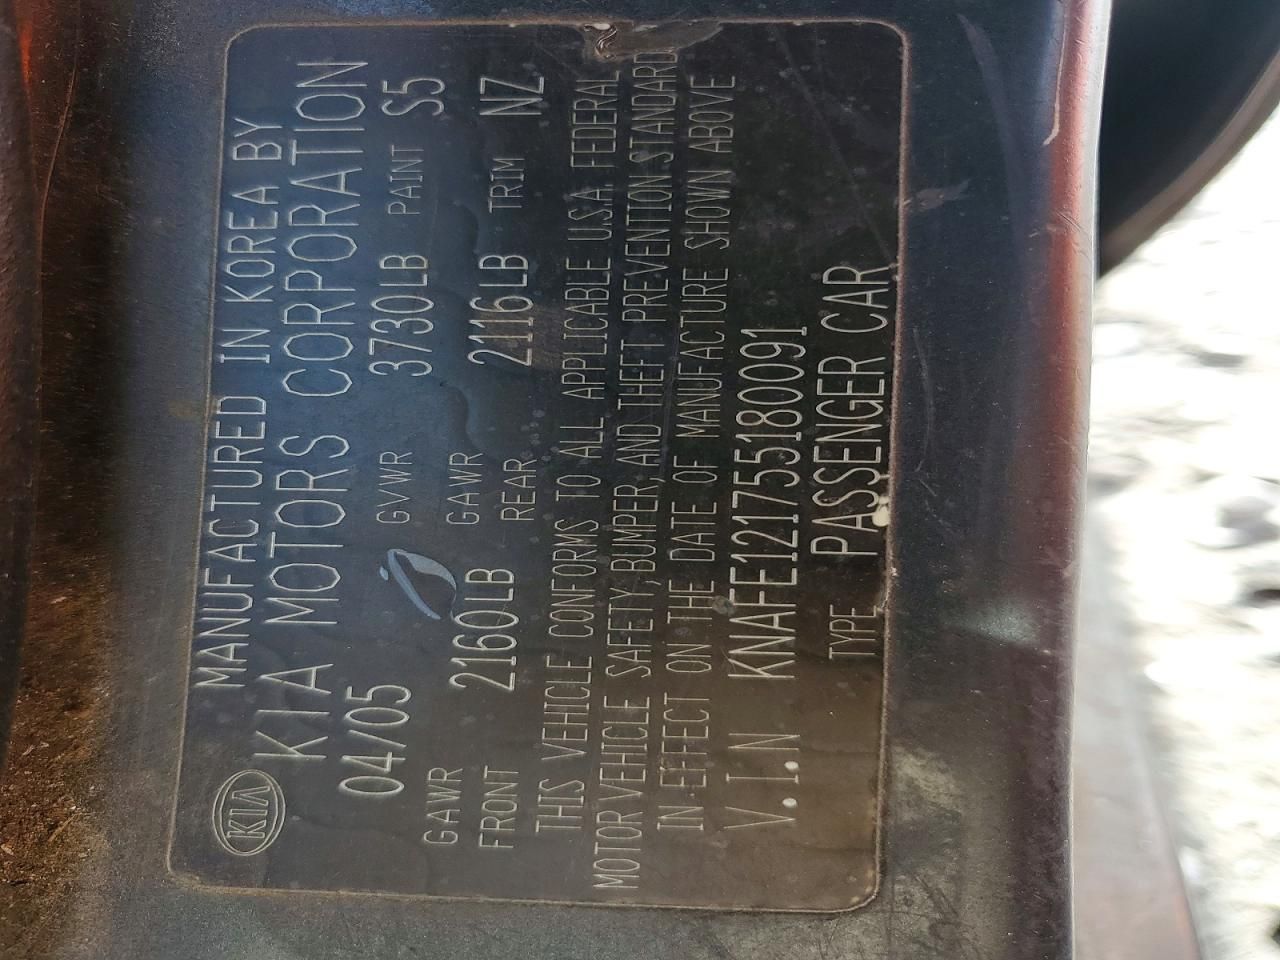 KIA
MANUFACTURED IN KOREA BY
KIA MOTORS CORPORATION
04/05 GVWR 3730LB PAINT S5
GAWR FRONT 2160LB GAWR REAR 2116LB TRIM NZ
THIS VEHICLE CONFORMS TO ALL APPLICABLE U.S.A. FEDERAL
MOTOR VEHICLE SAFETY, BUMPER, AND THEFT PREVENTION STANDARD
IN EFFECT ON THE DATE OF MANUFACTURE SHOWN ABOVE
V.I.N KNAFE121755180091
TYPE PASSENGER CAR